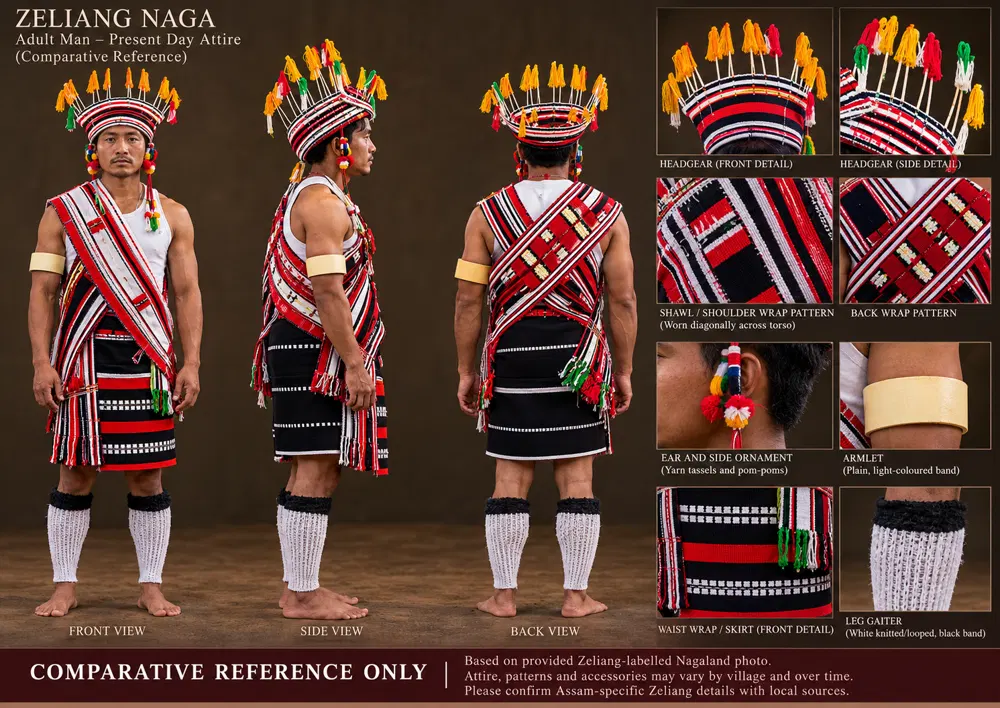 ZELIANG NAGA
Adult Man – Present Day Attire
(Comparative Reference)
HEADGEAR (FRONT DETAIL)
HEADGEAR (SIDE DETAIL)
SHAWL / SHOULDER WRAP PATTERN
(Worn diagonally across torso)
BACK WRAP PATTERN
EAR AND SIDE ORNAMENT
(Yarn tassels and pom-poms)
ARMLET
(Plain, light-coloured band)
WAIST WRAP / SKIRT (FRONT DETAIL)
LEG GAITER
(White knitted/looped, black band)
FRONT VIEW
SIDE VIEW
BACK VIEW
COMPARATIVE REFERENCE ONLY
Based on provided Zeliang-labelled Nagaland photo.
Attire, patterns and accessories may vary by village and over time.
Please confirm Assam-specific Zeliang details with local sources.